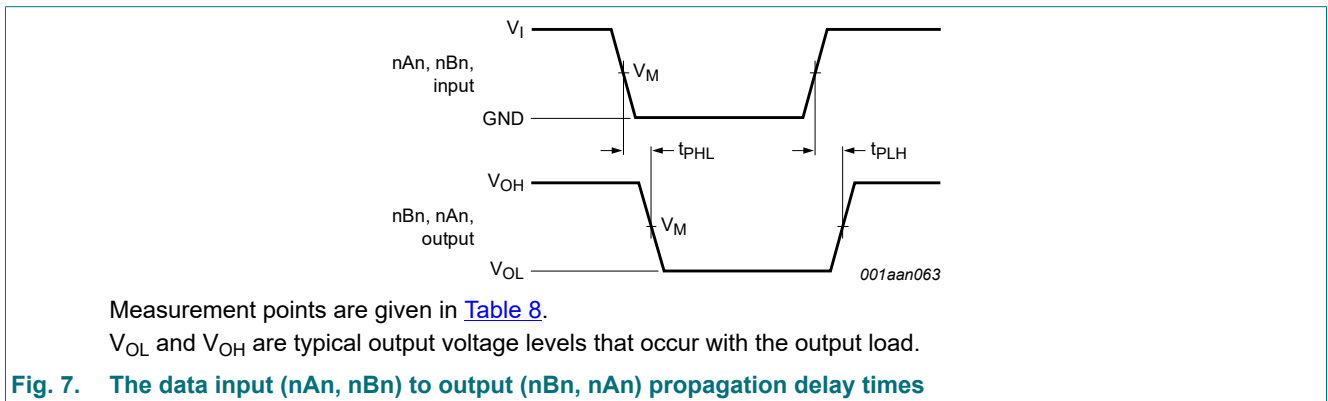 V_I
nAn, nBn,
input
V_M
GND
t_PHL
t_PLH
V_OH
nBn, nAn,
output
V_M
V_OL
001aan063
Measurement points are given in Table 8.
V_OL and V_OH are typical output voltage levels that occur with the output load.
Fig. 7. The data input (nAn, nBn) to output (nBn, nAn) propagation delay times